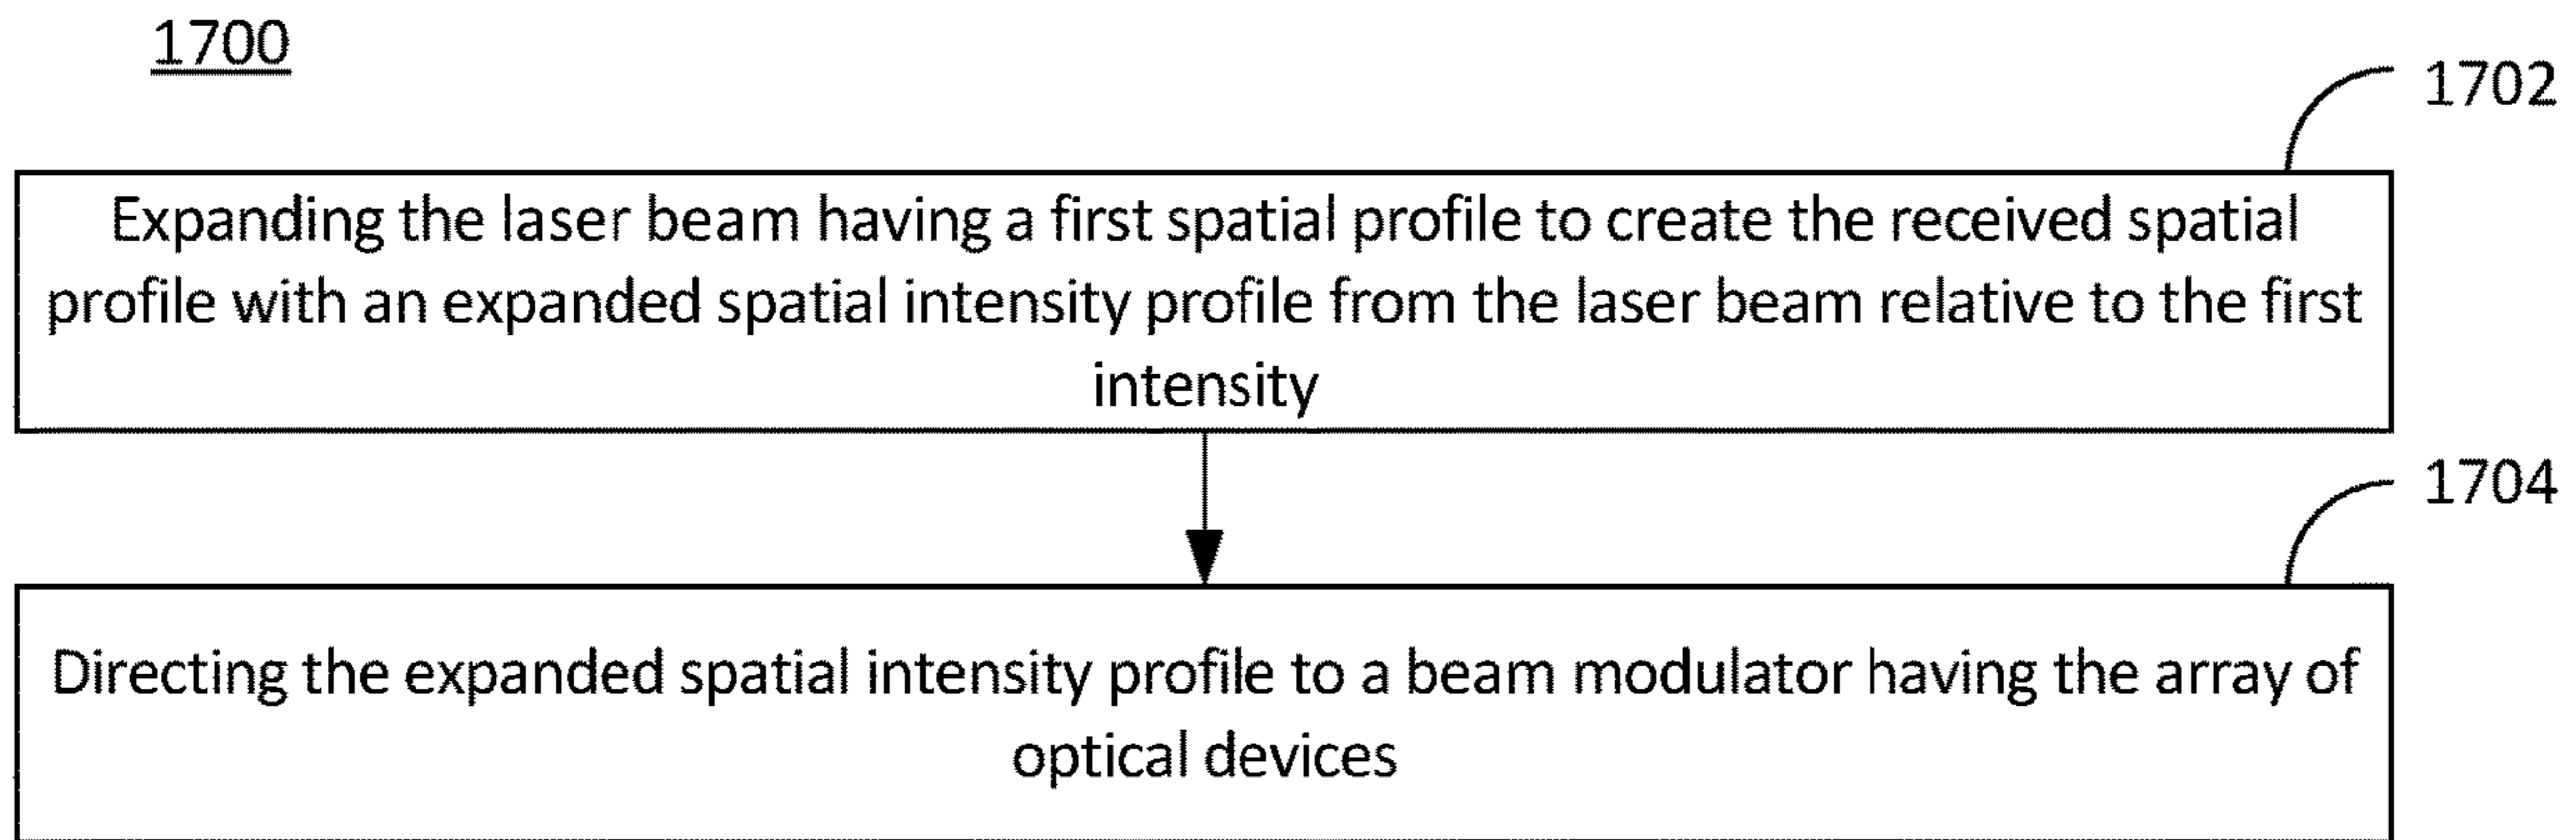 1700
1702
Expanding the laser beam having a first spatial profile to create the received spatial
profile with an expanded spatial intensity profile from the laser beam relative to the first
intensity
1704
Directing the expanded spatial intensity profile to a beam modulator having the array of
optical devices